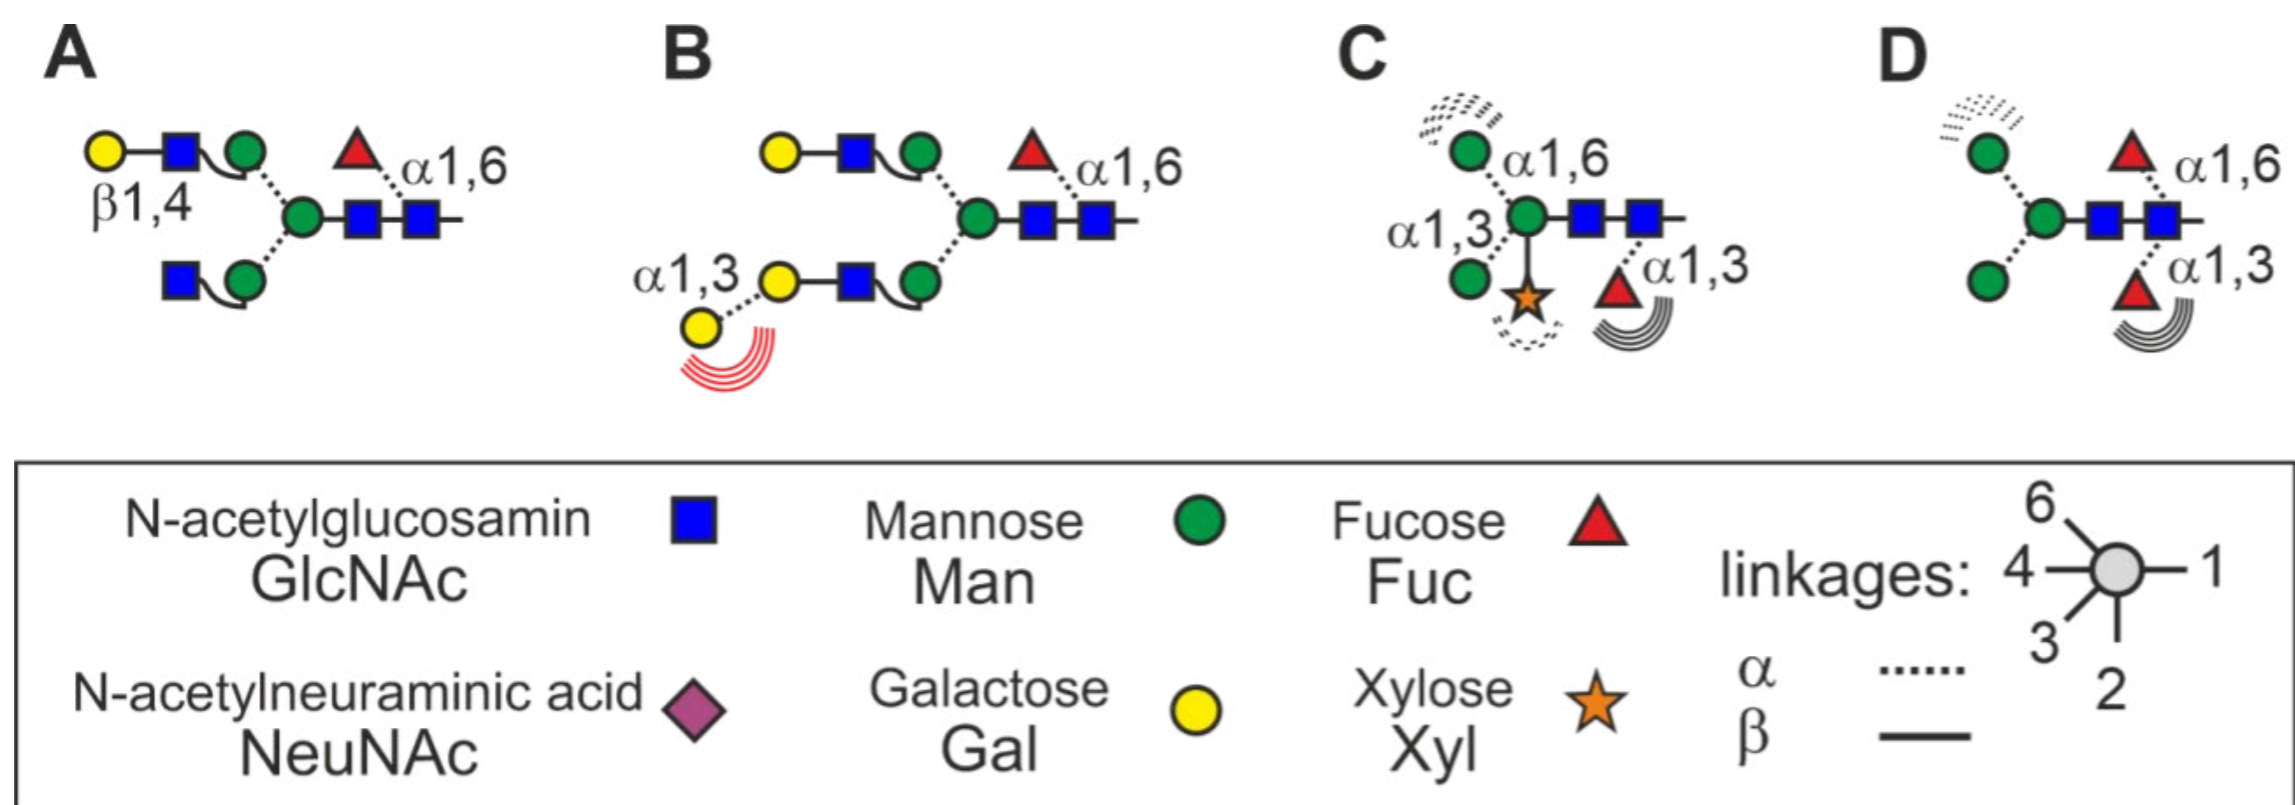 A
B
C
D
α1,6
β1,4
α1,6
α1,3
α1,6
α1,3
α1,3
α1,6
α1,3
N-acetylglucosamin
GlcNAc
Mannose
Man
Fucose
Fuc
linkages:
6
4
1
3
2
α
β
N-acetylneuraminic acid
NeuNAc
Galactose
Gal
Xylose
Xyl